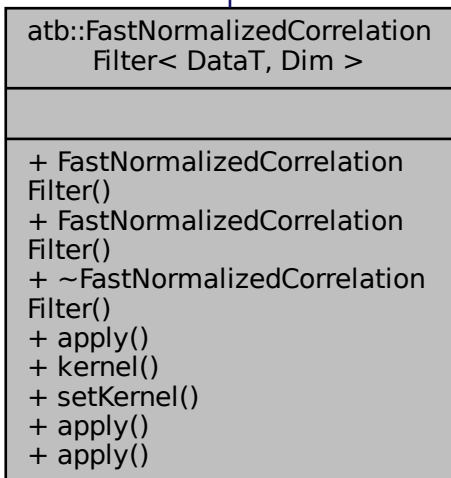 atb::FastNormalizedCorrelation
Filter< DataT, Dim >
+ FastNormalizedCorrelation
Filter()
+ FastNormalizedCorrelation
Filter()
+ ~FastNormalizedCorrelation
Filter()
+ apply()
+ kernel()
+ setKernel()
+ apply()
+ apply()